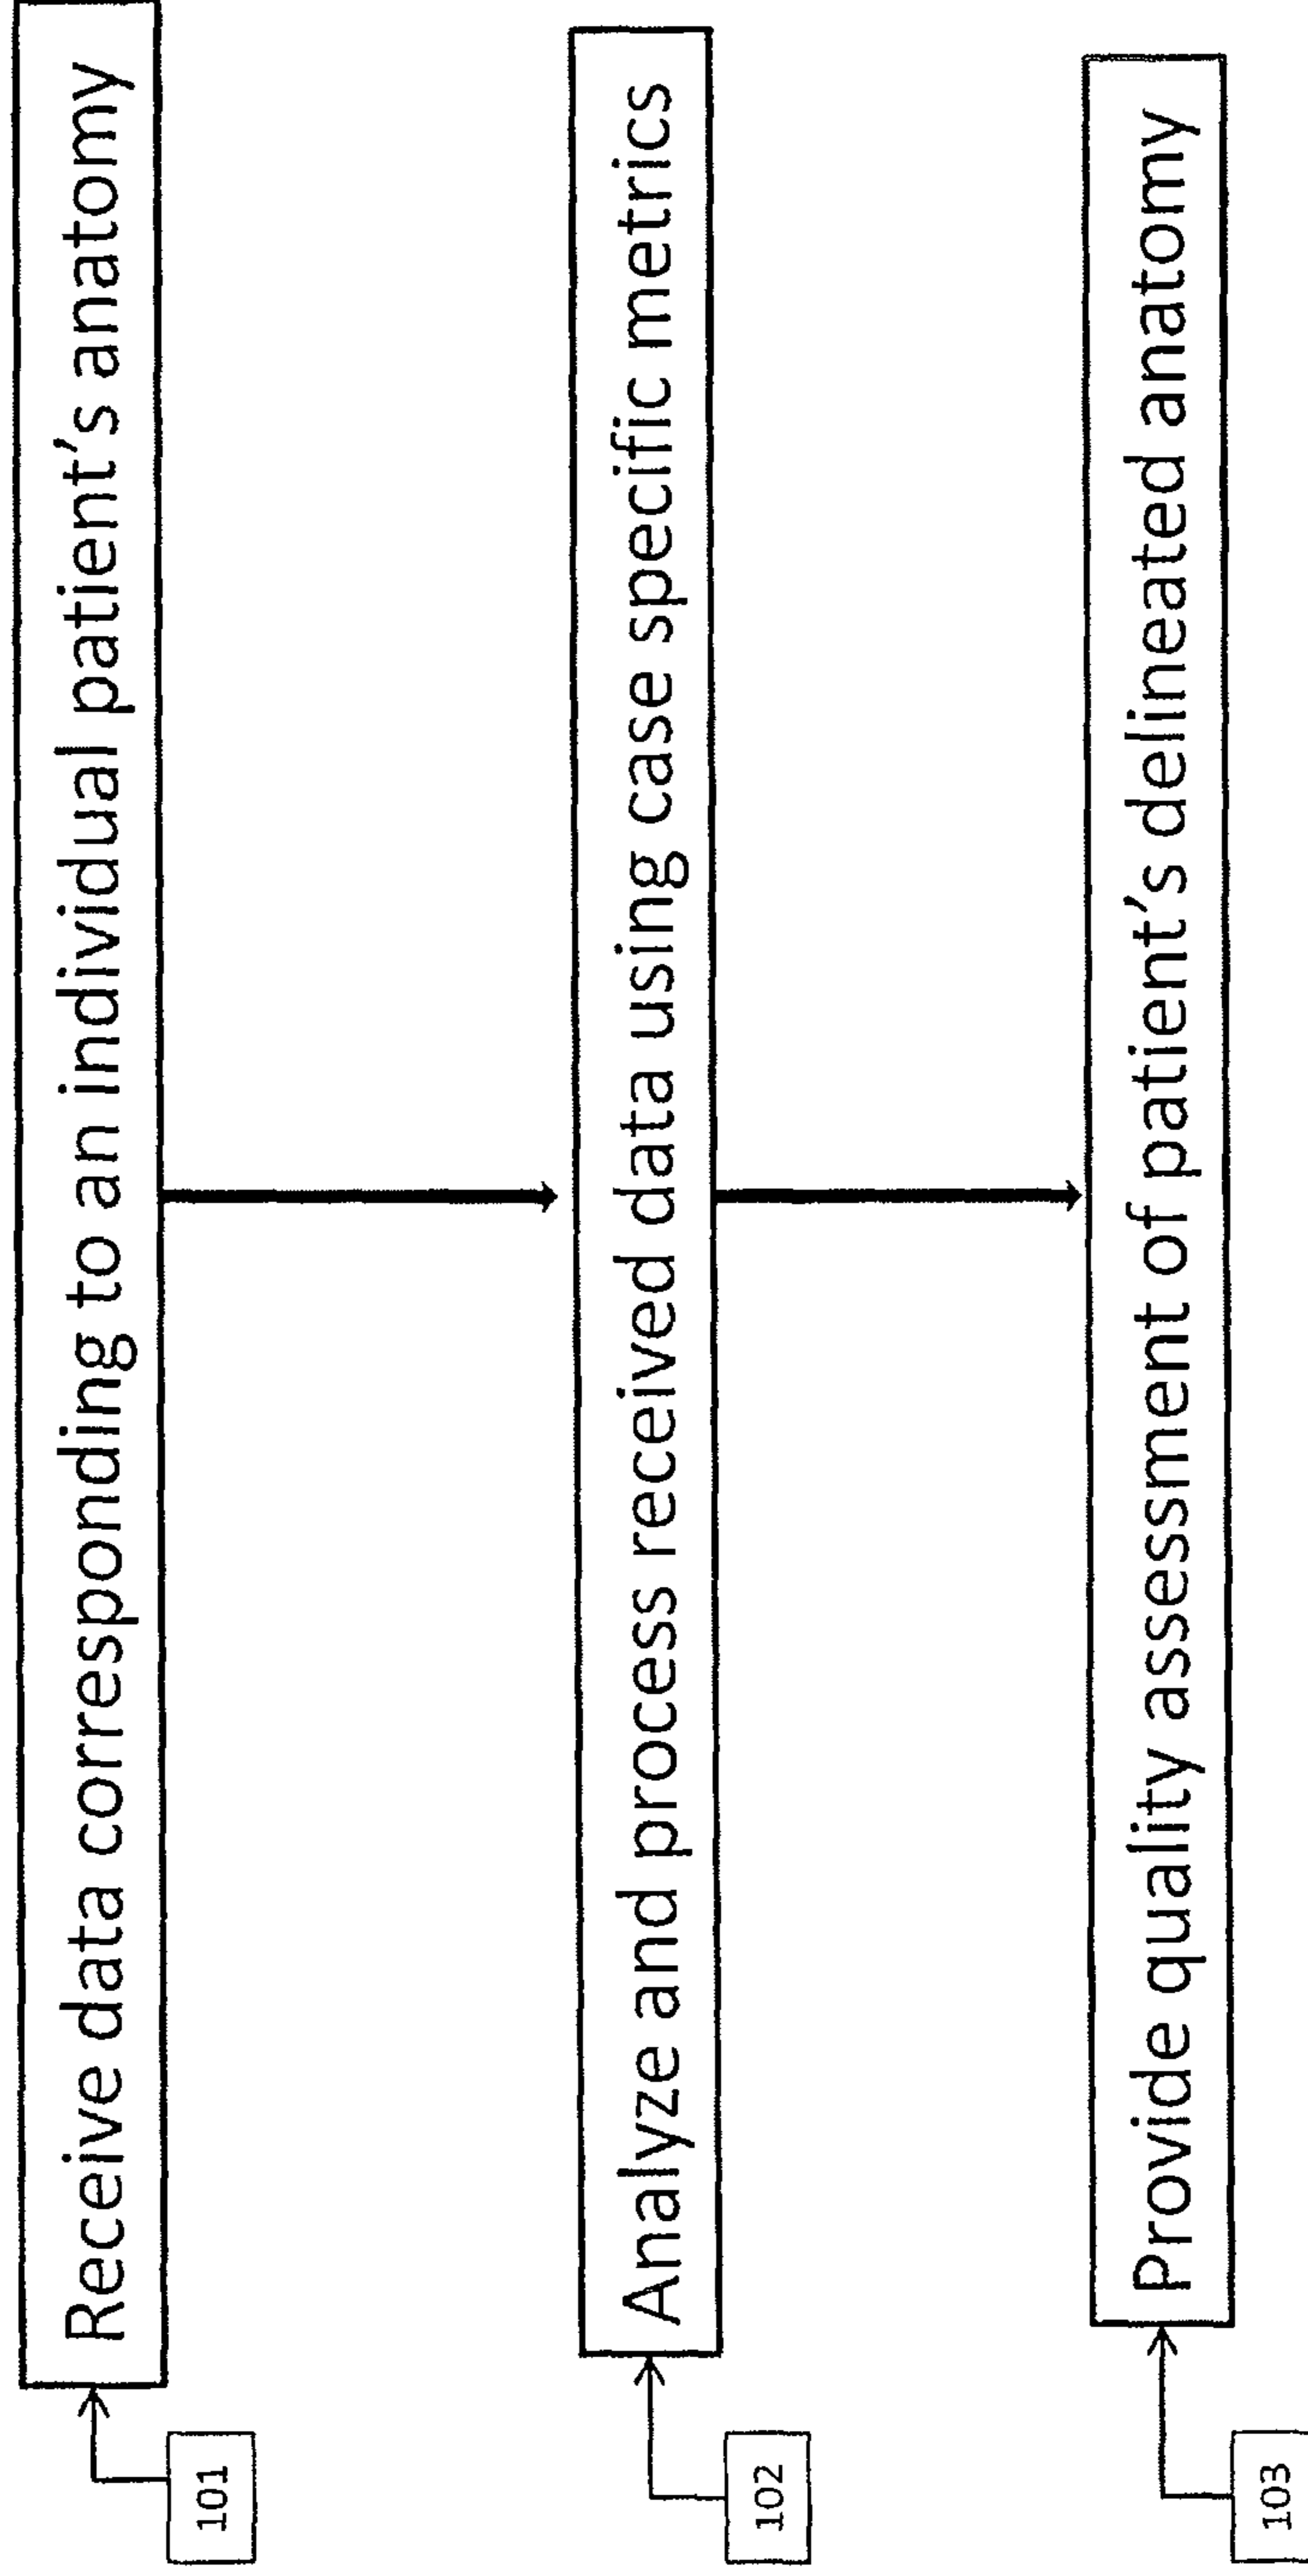 Receive data corresponding to an individual patient's anatomy
101
Analyze and process received data using case specific metrics
102
Provide quality assessment of patient's delineated anatomy
103